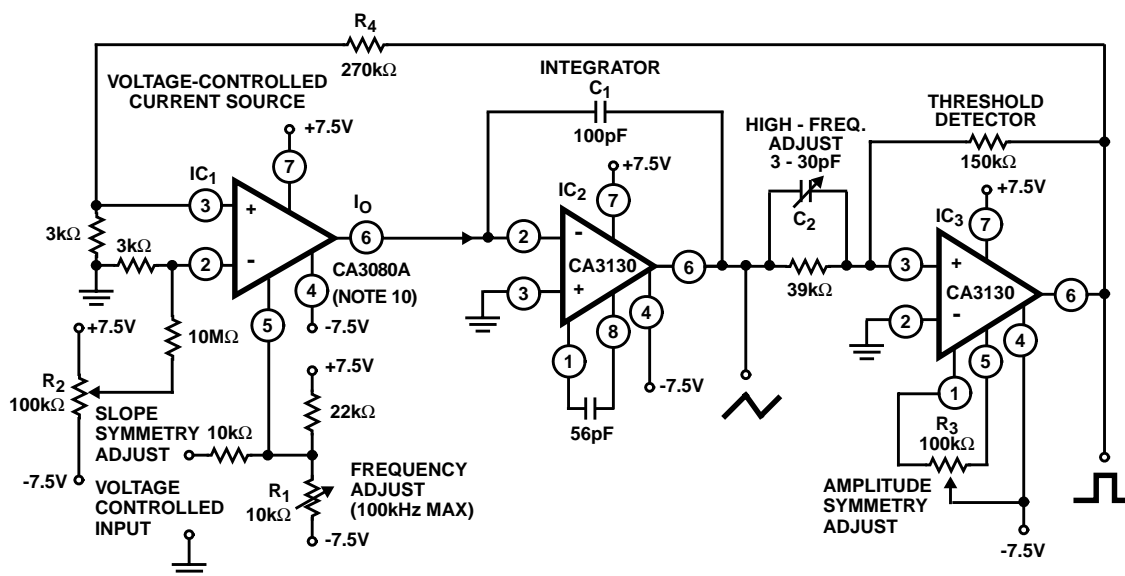 R4
270kΩ
VOLTAGE-CONTROLLED
CURRENT SOURCE
+7.5V
7
IC1
3
+
3kΩ
3kΩ
2
-
IO
6
CA3080A
(NOTE 10)
4
-7.5V
5
10MΩ
+7.5V
R2
100kΩ
-7.5V
SLOPE
SYMMETRY
ADJUST
VOLTAGE
CONTROLLED
INPUT
10kΩ
+7.5V
22kΩ
R1
10kΩ
FREQUENCY
ADJUST
(100kHz MAX)
-7.5V
INTEGRATOR
C1
100pF
+7.5V
IC2
7
2
-
CA3130
3
+
6
1
8
4
-7.5V
56pF
HIGH - FREQ.
ADJUST
3 - 30pF
C2
39kΩ
THRESHOLD
DETECTOR
150kΩ
+7.5V
IC3
7
3
+
CA3130
2
-
6
4
5
1
R3
100kΩ
AMPLITUDE
SYMMETRY
ADJUST
-7.5V